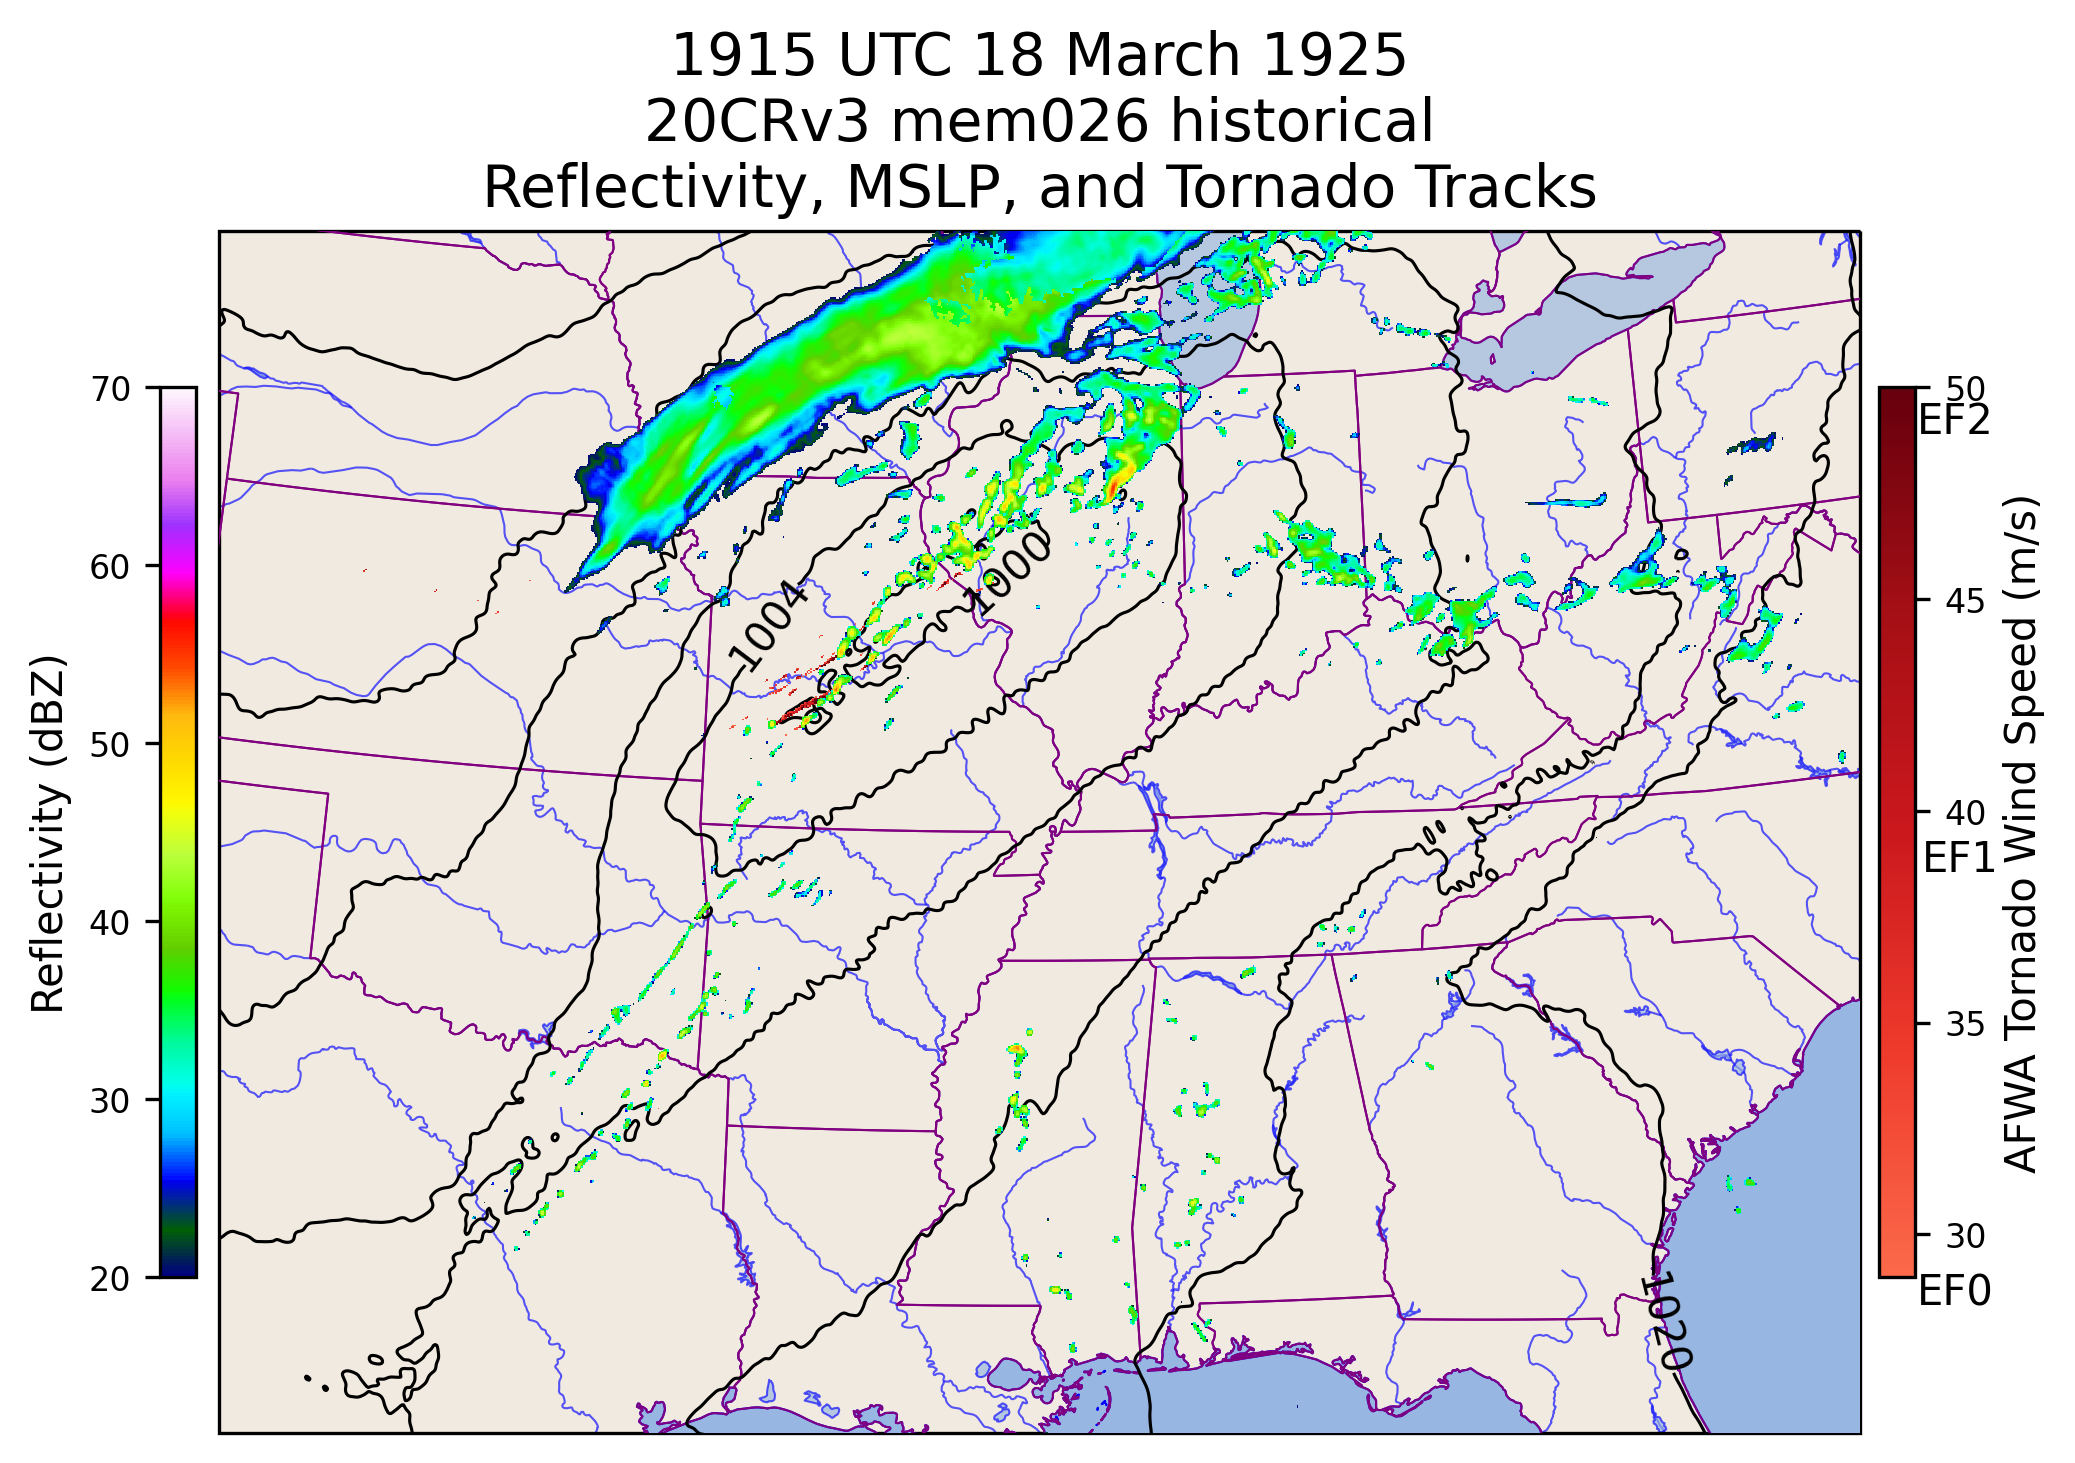 1915 UTC 18 March 1925
20CRv3 mem026 historical
Reflectivity, MSLP, and Tornado Tracks
Reflectivity (dBZ)
70
60
50
40
30
20
1004
1000
1020
50
EF2
45
40
EF1
35
30
EF0
AFWA Tornado Wind Speed (m/s)